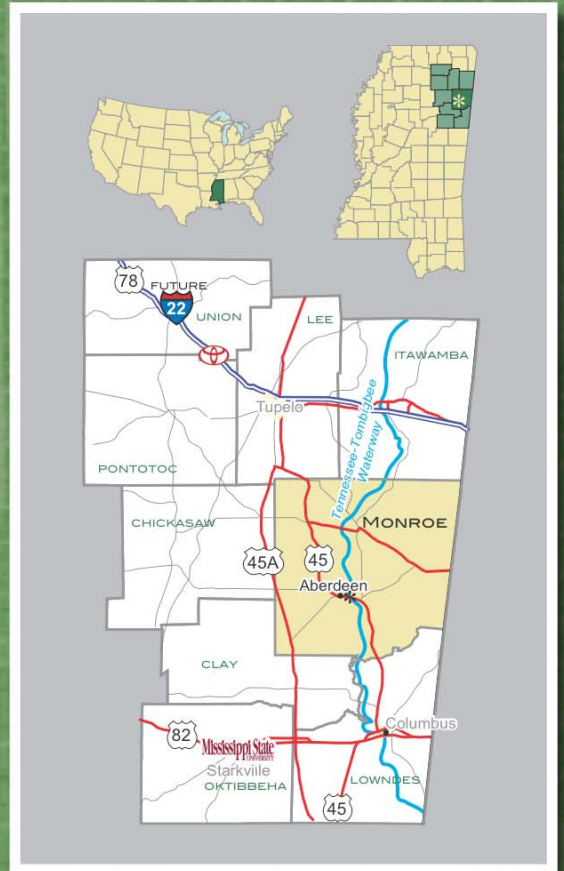 *
78
FUTURE
22
UNION
LEE
ITAWAMBA
Tupelo
Tennessee-Tombigbee
Waterway
PONTOTOC
CHICKASAW
MONROE
45A
45
Aberdeen
*
CLAY
Columbus
82
Mississippi State
UNIVERSITY
Starkville
OKTIBBEHA
LOWNDES
45